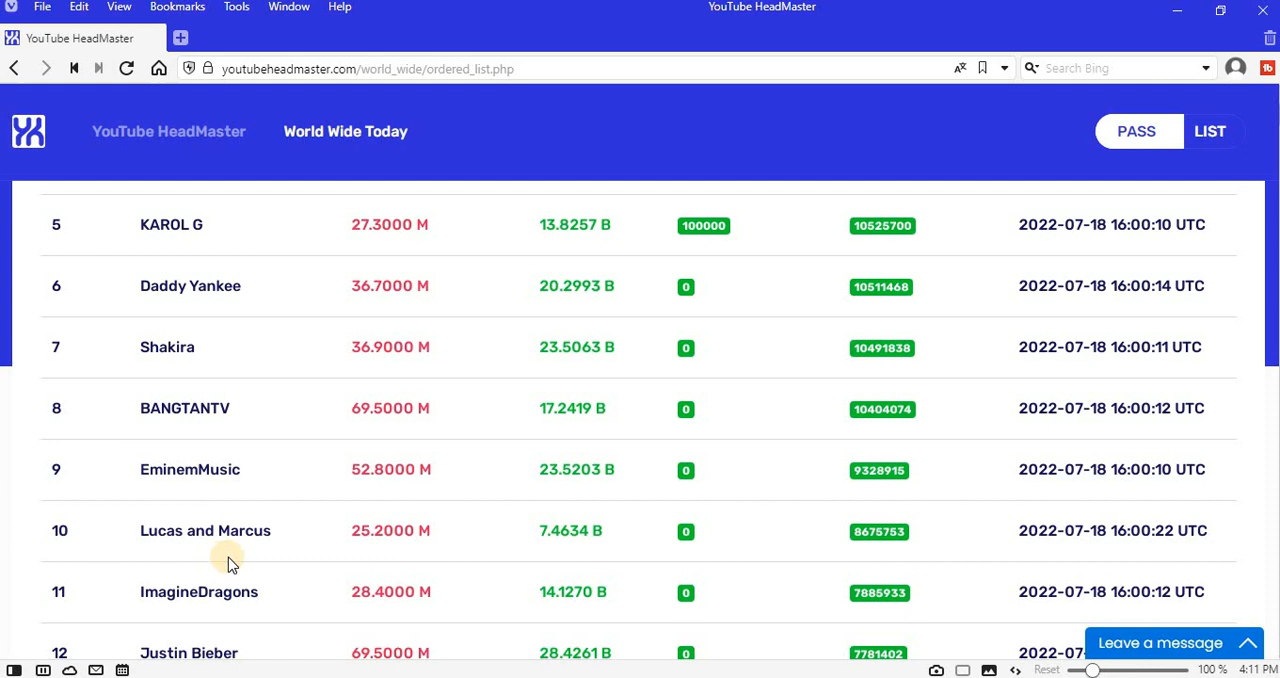 File Edit View Bookmarks Tools Window Help YouTube HeadMaster
YouTube HeadMaster
youtubeheadmaster.com/world_wide/ordered_list.php Search Bing
YouTube HeadMaster World Wide Today PASS LIST
5 KAROL G 27.3000 M 13.8257 B 100000 10525700 2022-07-18 16:00:10 UTC
6 Daddy Yankee 36.7000 M 20.2993 B 0 10511468 2022-07-18 16:00:14 UTC
7 Shakira 36.9000 M 23.5063 B 0 10491838 2022-07-18 16:00:11 UTC
8 BANGTANTV 69.5000 M 17.2419 B 0 10404074 2022-07-18 16:00:12 UTC
9 EminemMusic 52.8000 M 23.5203 B 0 9328915 2022-07-18 16:00:10 UTC
10 Lucas and Marcus 25.2000 M 7.4634 B 0 8675753 2022-07-18 16:00:22 UTC
11 ImagineDragons 28.4000 M 14.1270 B 0 7885933 2022-07-18 16:00:12 UTC
12 Justin Bieber 69.5000 M 28.4261 B 0 7781402 2022-07-
Leave a message
Reset 100 % 4:11 PM